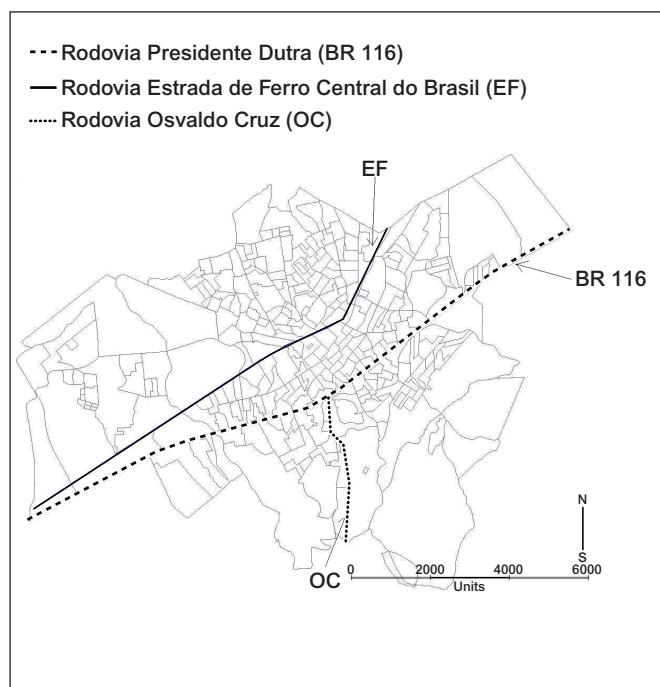 Rodovia Presidente Dutra (BR 116)
Rodovia Estrada de Ferro Central do Brasil (EF)
Rodovia Osvaldo Cruz (OC)
EF
BR 116
N
S
OC
0 2000 4000 6000
Units